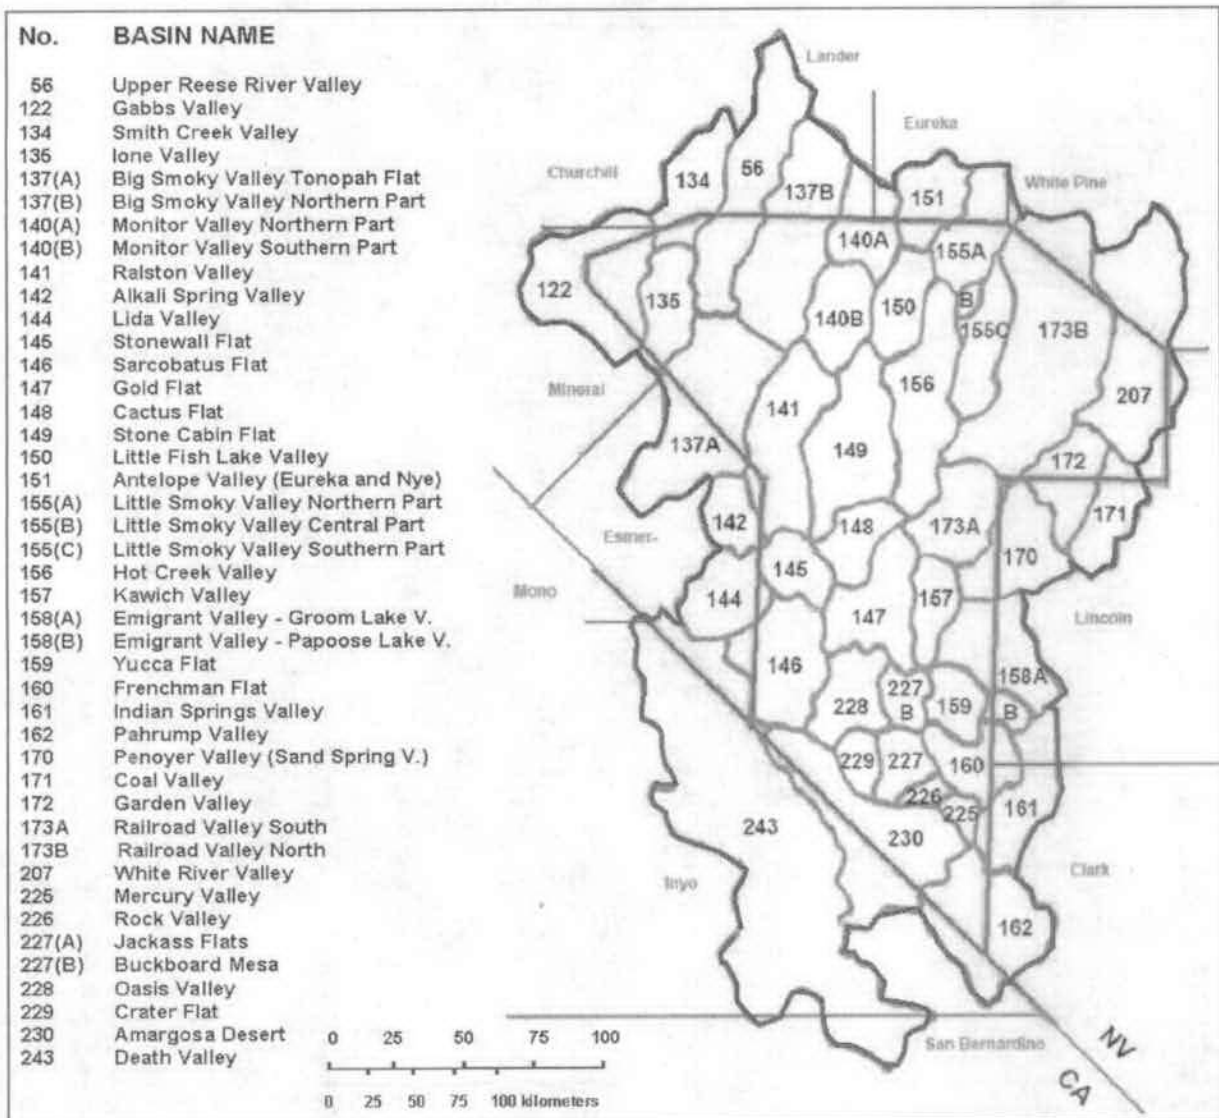 No. BASIN NAME
56 Upper Reese River Valley
122 Gabbs Valley
134 Smith Creek Valley
135 Ione Valley
137(A) Big Smoky Valley Tonopah Flat
137(B) Big Smoky Valley Northern Part
140(A) Monitor Valley Northern Part
140(B) Monitor Valley Southern Part
141 Ralston Valley
142 Alkali Spring Valley
144 Lida Valley
145 Stonewall Flat
146 Sarcobatus Flat
147 Gold Flat
148 Cactus Flat
149 Stone Cabin Flat
150 Little Fish Lake Valley
151 Antelope Valley (Eureka and Nye)
155(A) Little Smoky Valley Northern Part
155(B) Little Smoky Valley Central Part
155(C) Little Smoky Valley Southern Part
156 Hot Creek Valley
157 Kawich Valley
158(A) Emigrant Valley - Groom Lake V.
158(B) Emigrant Valley - Papoose Lake V.
159 Yucca Flat
160 Frenchman Flat
161 Indian Springs Valley
162 Pahrump Valley
170 Penoyer Valley (Sand Spring V.)
171 Coal Valley
172 Garden Valley
173A Railroad Valley South
173B Railroad Valley North
207 White River Valley
225 Mercury Valley
226 Rock Valley
227(A) Jackass Flats
227(B) Buckboard Mesa
228 Oasis Valley
229 Crater Flat
230 Amargosa Desert
243 Death Valley
0 25 50 75 100
0 25 50 75 100 kilometers
Lander
Eureka
Churchill
White Pine
134
56
137B
151
140A
155A
122
135
140B
150
B
155C
173B
Mineral
141
156
207
137A
149
172
142
148
173A
171
Esmer-
145
170
Mono
144
147
157
Lincoln
146
158A
228
227
B
159
B
229
227
160
226
225
161
243
230
Inyo
Clark
162
San Bernardino
NV
CA